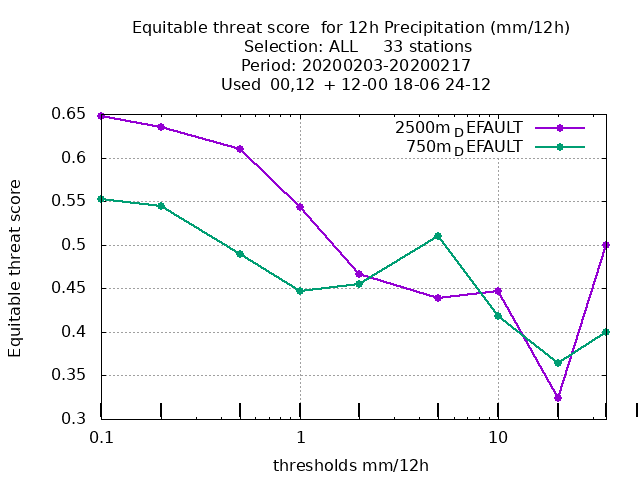 Equitable threat score  for 12h Precipitation (mm/12h)
Selection: ALL     33 stations
Period: 20200203-20200217
Used  00,12  + 12-00 18-06 24-12
2500m_DEFAULT
750m_DEFAULT
Equitable threat score
0.65
0.6
0.55
0.5
0.45
0.4
0.35
0.3
0.1
1
10
thresholds mm/12h